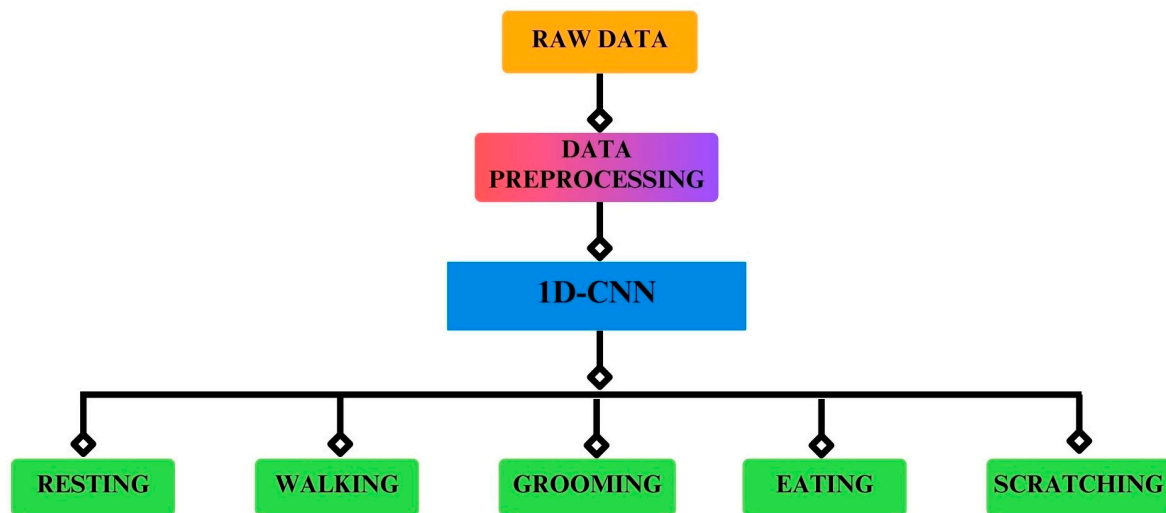 RAW DATA
DATA
PREPROCESSING
1D-CNN
RESTING
WALKING
GROOMING
EATING
SCRATCHING